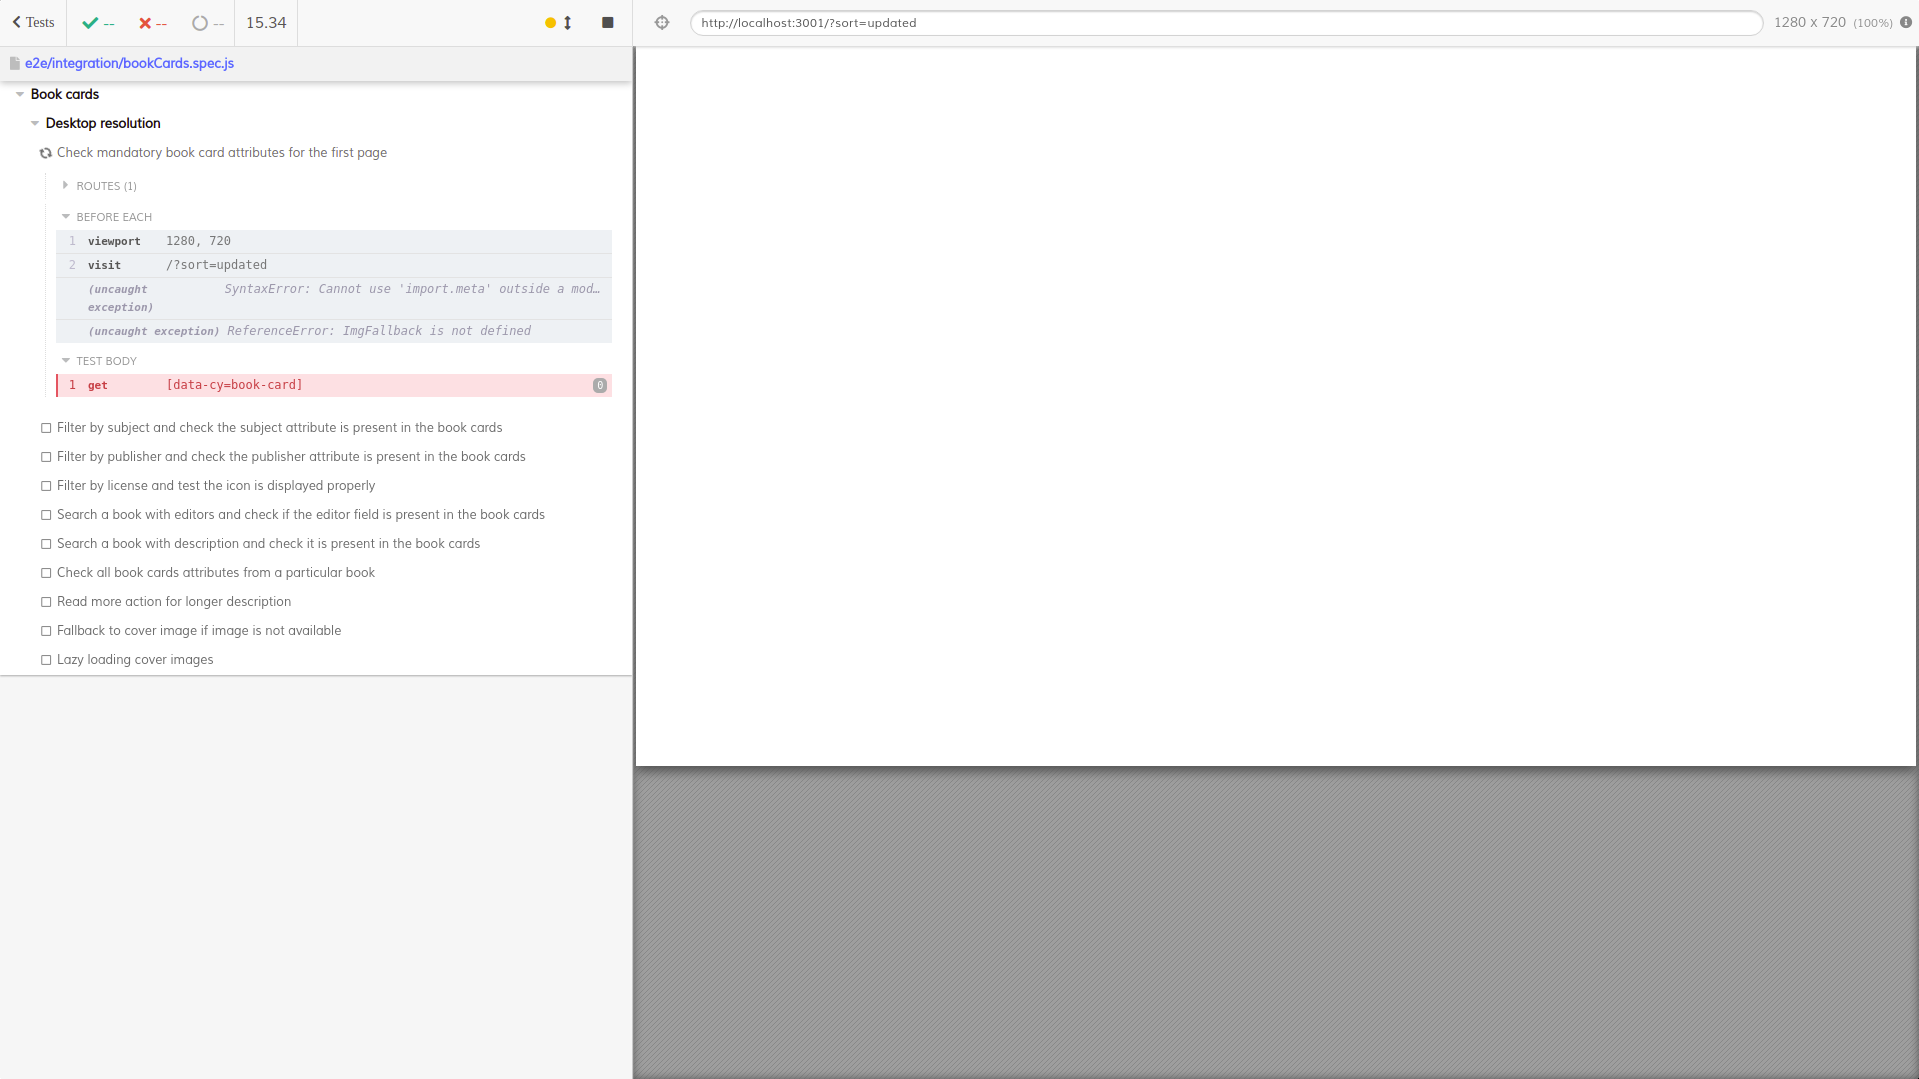 Tests -- -- -- 15.34
http://localhost:3001/?sort=updated 1280 x 720 (100%)
e2e/integration/bookCards.spec.js
Book cards
Desktop resolution
Check mandatory book card attributes for the first page
ROUTES (1)
BEFORE EACH
1 viewport 1280, 720
2 visit /?sort=updated
(uncaught exception) SyntaxError: Cannot use 'import.meta' outside a mod…
(uncaught exception) ReferenceError: ImgFallback is not defined
TEST BODY
1 get [data-cy=book-card] 0
Filter by subject and check the subject attribute is present in the book cards
Filter by publisher and check the publisher attribute is present in the book cards
Filter by license and test the icon is displayed properly
Search a book with editors and check if the editor field is present in the book cards
Search a book with description and check it is present in the book cards
Check all book cards attributes from a particular book
Read more action for longer description
Fallback to cover image if image is not available
Lazy loading cover images